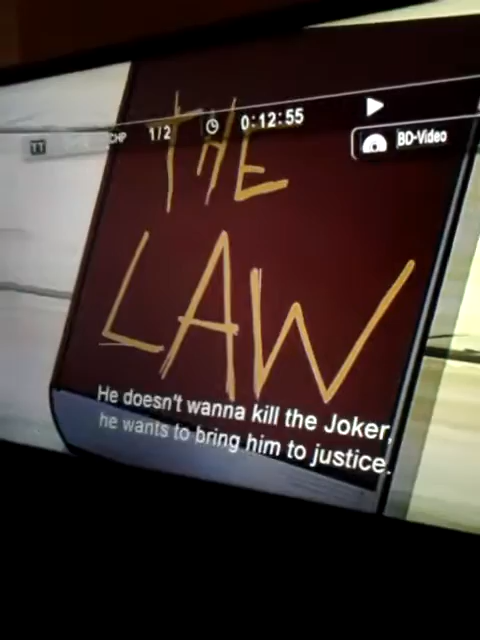 TT CHP 1/2 0:12:55
BD-Video
THE
LAW
He doesn't wanna kill the Joker,
he wants to bring him to justice.